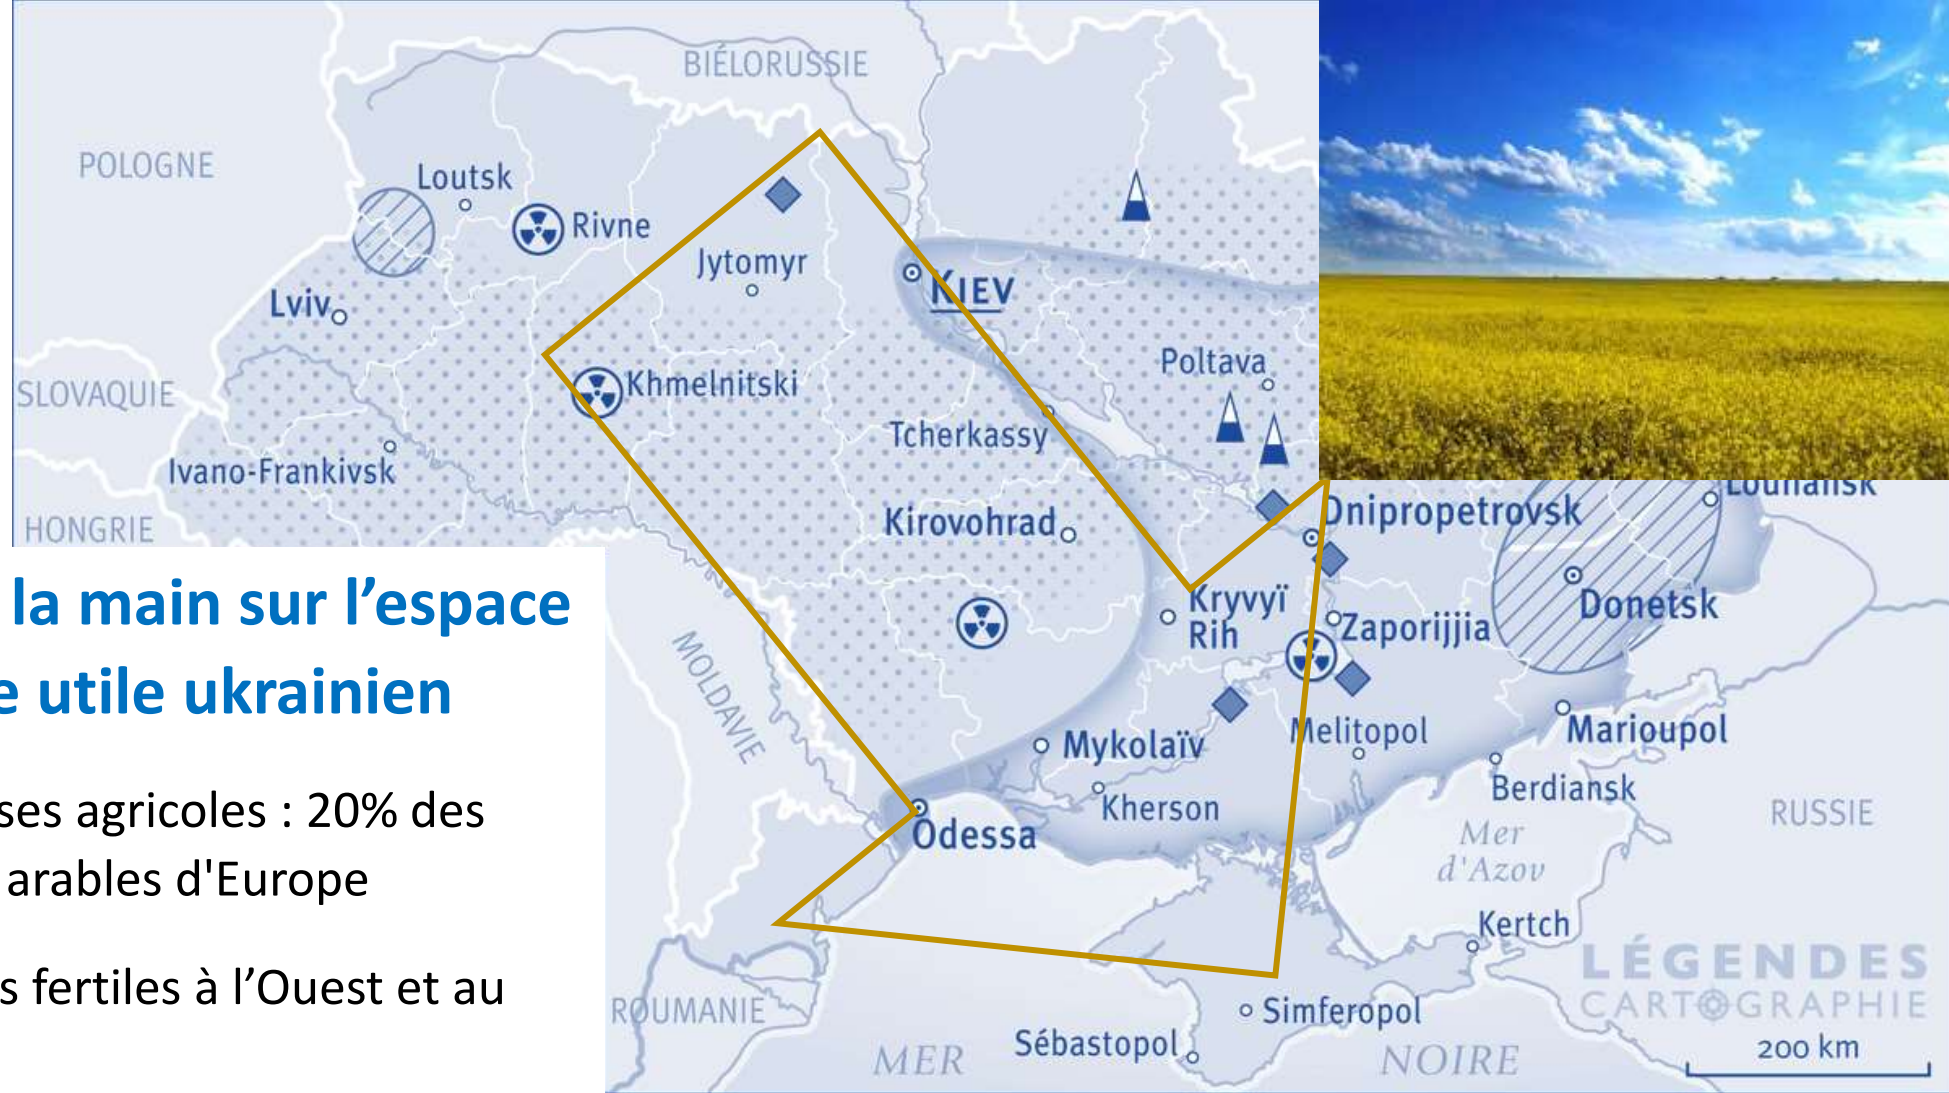 BIÉLORUSSIE
POLOGNE
Loutsk
Rivne
Jytomyr
KIEV
Lviv
Poltava
SLOVAQUIE
Khmelnitski
Tcherkassy
Ivano-Frankivsk
Louhansk
HONGRIE
Kirovohrad
Dnipropetrovsk
la main sur l’espace
e utile ukrainien
ses agricoles : 20% des
arables d'Europe
s fertiles à l’Ouest et au
Kryvyï
Rih
Donetsk
Zaporijjia
MOLDAVIE
Mykolaïv
Melitopol
Marioupol
Kherson
Berdiansk
Odessa
RUSSIE
Mer
d'Azov
Kertch
LÉGENDES
CARTOGRAPHIE
ROUMANIE
Simferopol
Sébastopol
MER NOIRE
200 km